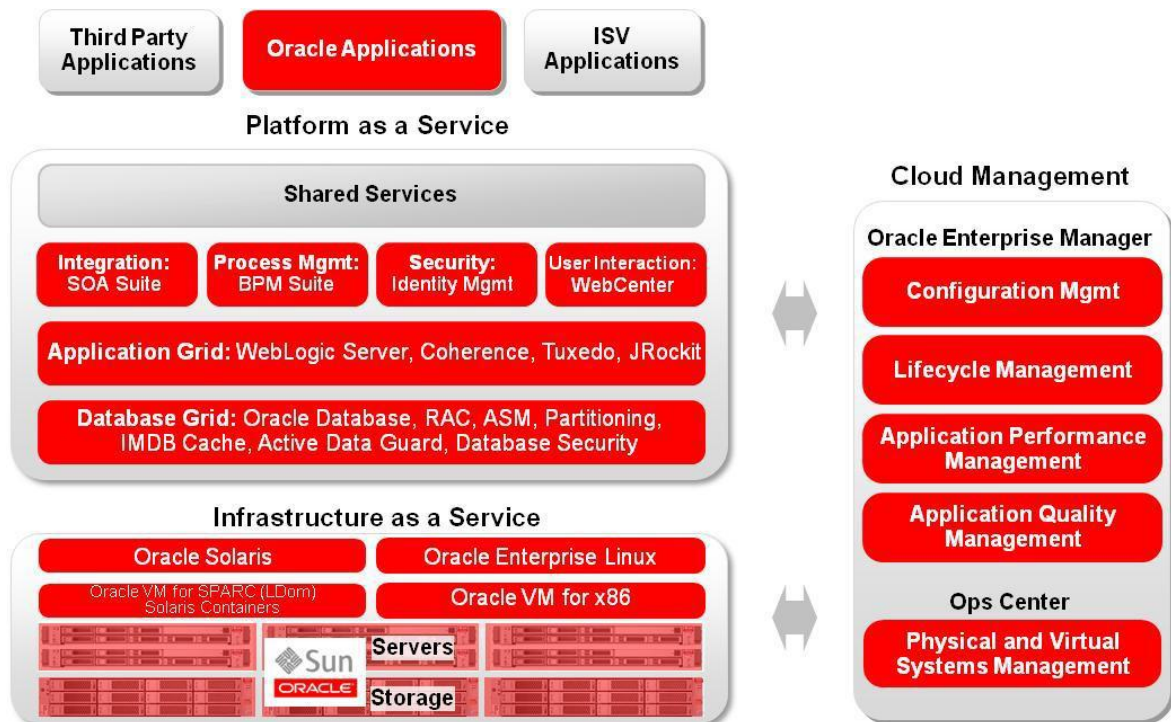 Third Party
Applications
Oracle Applications
ISV
Applications
Platform as a Service
Shared Services
Integration:
SOA Suite
Process Mgmt:
BPM Suite
Security:
Identity Mgmt
User Interaction:
WebCenter
Application Grid: WebLogic Server, Coherence, Tuxedo, JRockit
Database Grid: Oracle Database, RAC, ASM, Partitioning,
IMDB Cache, Active Data Guard, Database Security
Infrastructure as a Service
Oracle Solaris
Oracle Enterprise Linux
Oracle VM for SPARC (LDom)
Solaris Containers
Oracle VM for x86
Servers
Sun
ORACLE
Storage
Cloud Management
Oracle Enterprise Manager
Configuration Mgmt
Lifecycle Management
Application Performance
Management
Application Quality
Management
Ops Center
Physical and Virtual
Systems Management